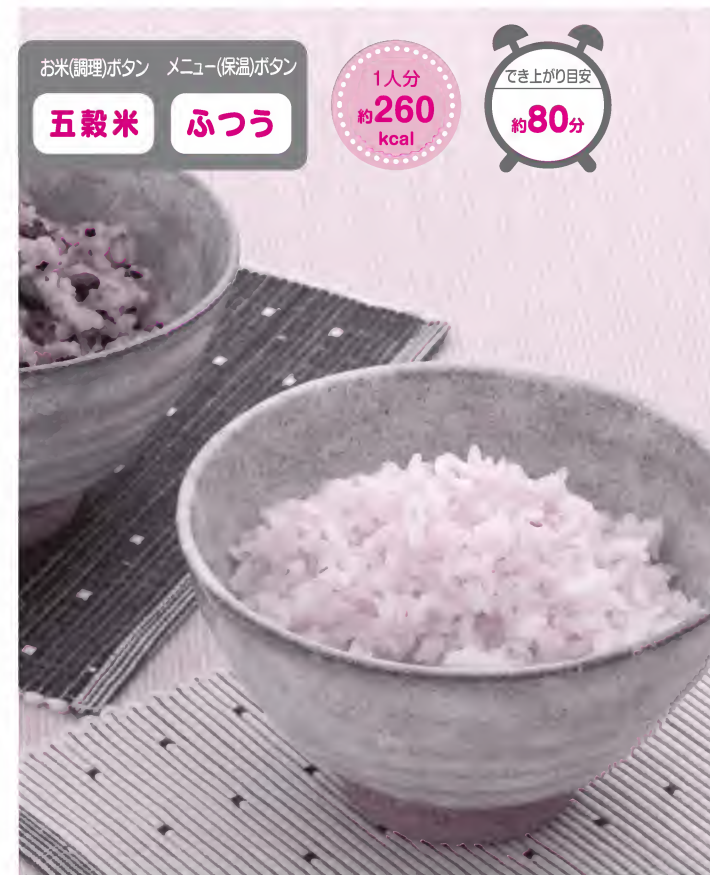 お米(調理)ボタン
メニュー(保温)ボタン
五穀米
ふつう
1人分
約260
kcal
でき上がり目安
約80分